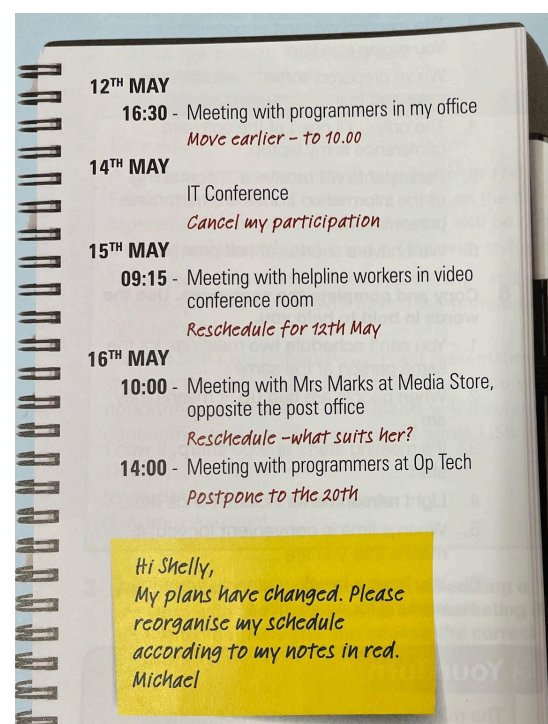 12TH MAY
16:30 - Meeting with programmers in my office
Move earlier – to 10.00
14TH MAY
IT Conference
Cancel my participation
15TH MAY
09:15 - Meeting with helpline workers in video
conference room
Reschedule for 12th May
16TH MAY
10:00 - Meeting with Mrs Marks at Media Store,
opposite the post office
Reschedule –what suits her?
14:00 - Meeting with programmers at Op Tech
Postpone to the 20th
Hi Shelly,
My plans have changed. Please
reorganise my schedule
according to my notes in red.
Michael